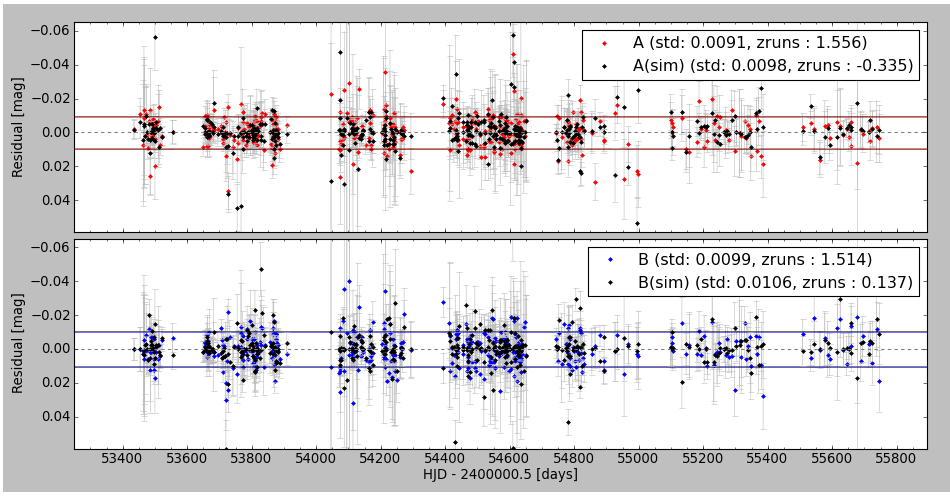 −0.06
−0.04
−0.02
0.00
0.02
0.04
Residual [mag]
A (std: 0.0091, zruns : 1.556)
A(sim) (std: 0.0098, zruns : -0.335)
−0.06
−0.04
−0.02
0.00
0.02
0.04
Residual [mag]
B (std: 0.0099, zruns : 1.514)
B(sim) (std: 0.0106, zruns : 0.137)
53400 53600 53800 54000 54200 54400 54600 54800 55000 55200 55400 55600 55800
HJD - 2400000.5 [days]